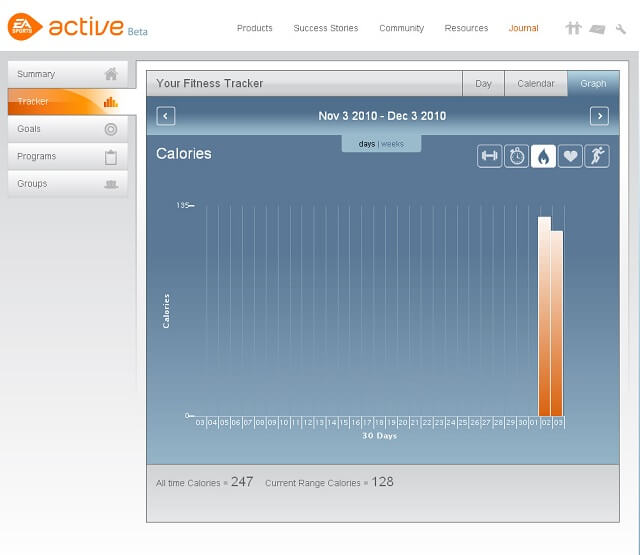 EA SPORTS active Beta
Products Success Stories Community Resources Journal
Summary
Tracker
Goals
Programs
Groups
Your Fitness Tracker Day Calendar Graph
Nov 3 2010 - Dec 3 2010
days | weeks
Calories
135
Calories
0
03 04 05 06 07 08 09 10 11 12 13 14 15 16 17 18 19 20 21 22 23 24 25 26 27 28 29 30 01 02 03
30 Days
All time Calories = 247 Current Range Calories = 128